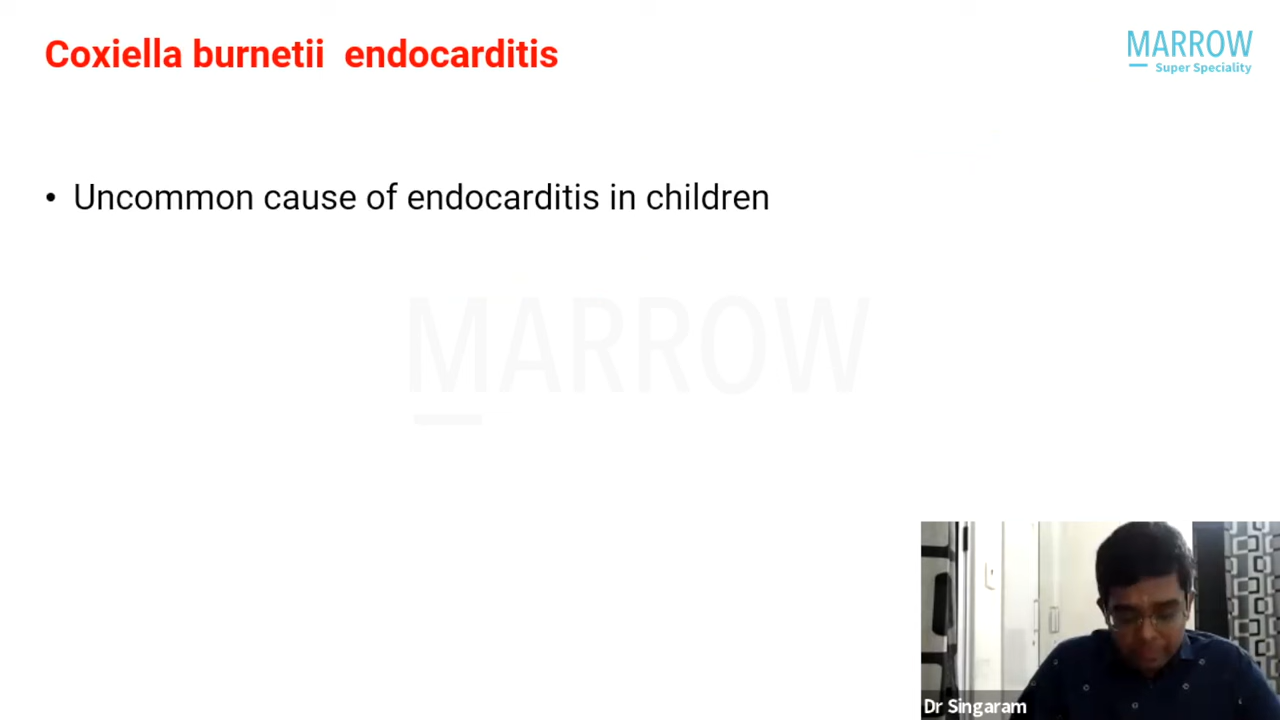 Coxiella burnetii endocarditis
MARROW
Super Speciality
• Uncommon cause of endocarditis in children
MARROW
Dr Singaram